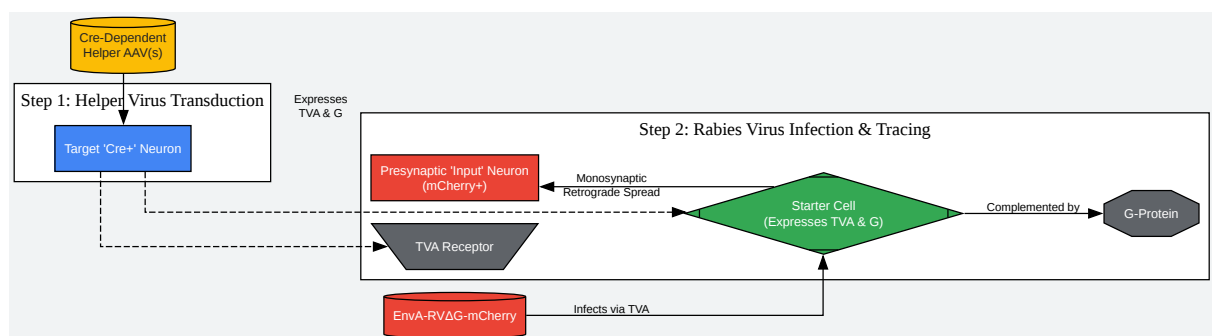 Cre-Dependent
Helper AAV(s)
Step 1: Helper Virus Transduction
Target 'Cre+' Neuron
Expresses
TVA & G
Step 2: Rabies Virus Infection & Tracing
Presynaptic 'Input' Neuron
(mCherry+)
Monosynaptic
Retrograde Spread
Starter Cell
(Expresses TVA & G)
Complemented by
G-Protein
TVA Receptor
EnvA-RVΔG-mCherry
Infects via TVA